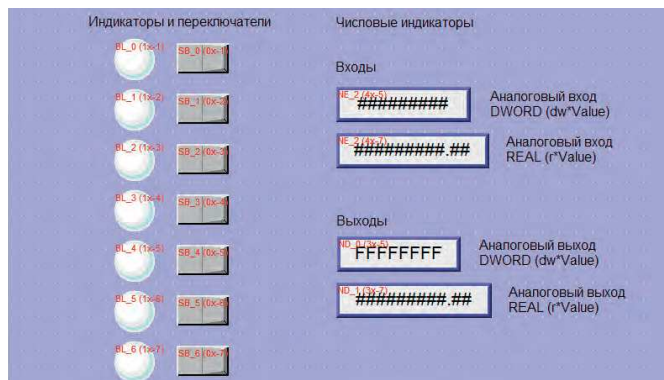 Индикаторы и переключатели
BL_0 (1x-1)
SB_0 (0x-1)
BL_1 (1x-2)
SB_1 (0x-2)
BL_2 (1x-3)
SB_2 (0x-3)
BL_3 (1x-4)
SB_3 (0x-4)
BL_4 (1x-5)
SB_4 (0x-5)
BL_5 (1x-6)
SB_5 (0x-6)
BL_6 (1x-7)
SB_6 (0x-7)
Числовые индикаторы
Входы
NE_2 (4x-5)
#########
Аналоговый вход
DWORD (dw*Value)
NE_2 (4x-7)
#########.##
Аналоговый вход
REAL (r*Value)
Выходы
ND_0 (3x-5)
FFFFFFFF
Аналоговый выход
DWORD (dw*Value)
ND_1 (3x-7)
#########.##
Аналоговый выход
REAL (r*Value)